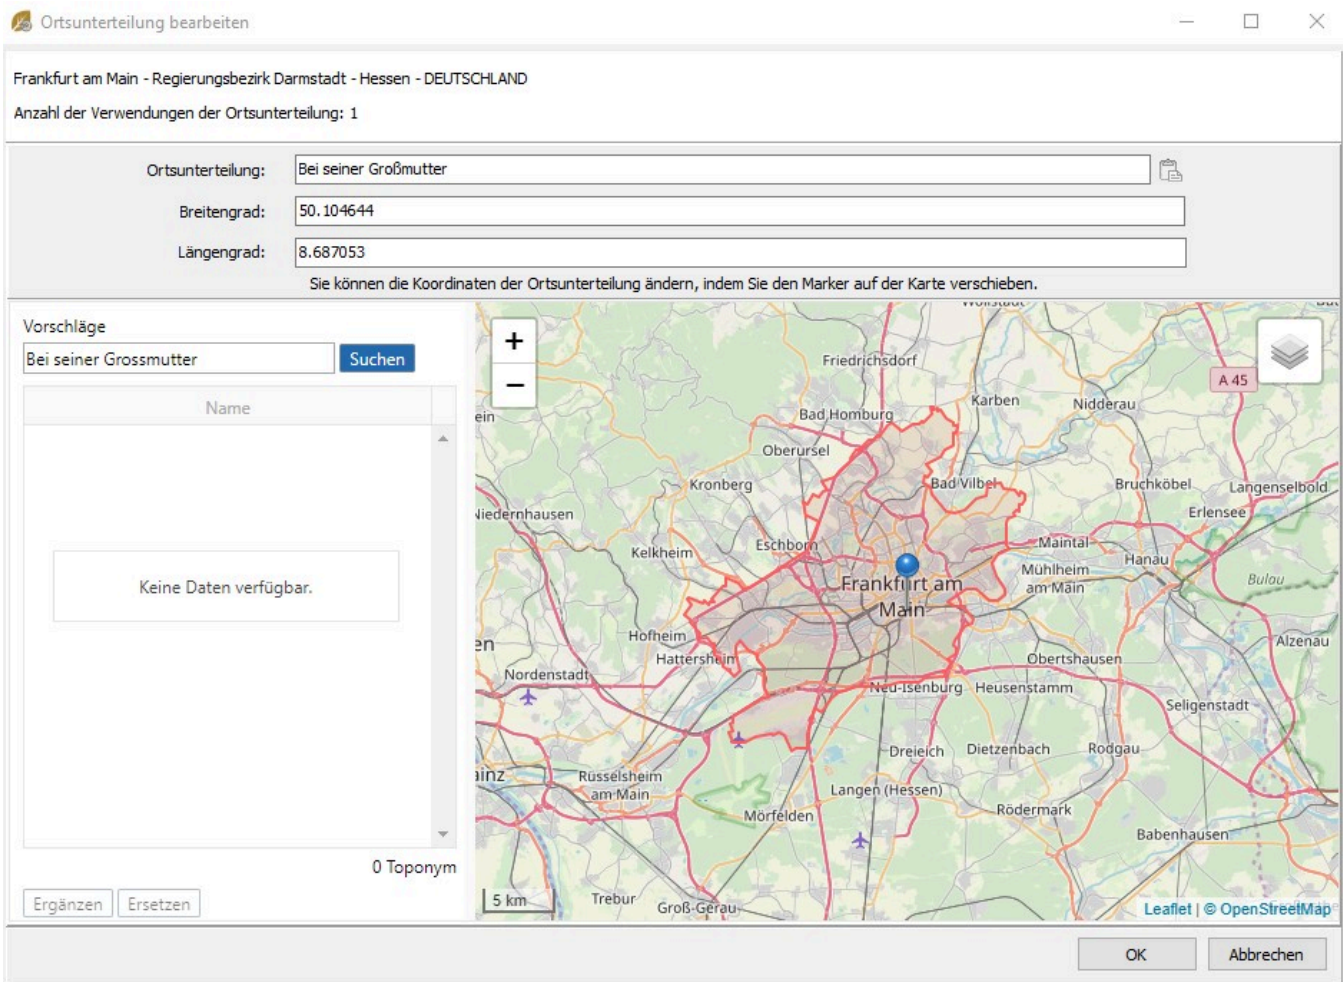 Ortsunterteilung bearbeiten
Frankfurt am Main - Regierungsbezirk Darmstadt - Hessen - DEUTSCHLAND
Anzahl der Verwendungen der Ortsunterteilung: 1
Ortsunterteilung: Bei seiner Großmutter
Breitengrad: 50.104644
Längengrad: 8.687053
Sie können die Koordinaten der Ortsunterteilung ändern, indem Sie den Marker auf der Karte verschieben.
Vorschläge
Bei seiner Grossmutter Suchen
Name
Keine Daten verfügbar.
0 Toponym
Ergänzen Ersetzen
+
−
Friedrichsdorf
A 45
Karben
Nidderau
Bad Homburg
Oberursel
Kronberg
Bad Vilbel
Bruchköbel
Langenselbold
Niedernhausen
Erlensee
Eschborn
Maintal
Kelkheim
Hanau
Mühlheim
am Main
Bulau
Frankfurt am
Main
Hofheim
Alzenau
Hattersheim
Obertshausen
Nordenstadt
Neu-Isenburg
Heusenstamm
Seligenstadt
Dreieich
Dietzenbach
Rodgau
Rüsselsheim
am Main
Langen (Hessen)
Mörfelden
Rödermark
Babenhausen
5 km
Trebur
Groß-Gerau
Leaflet | © OpenStreetMap
OK Abbrechen